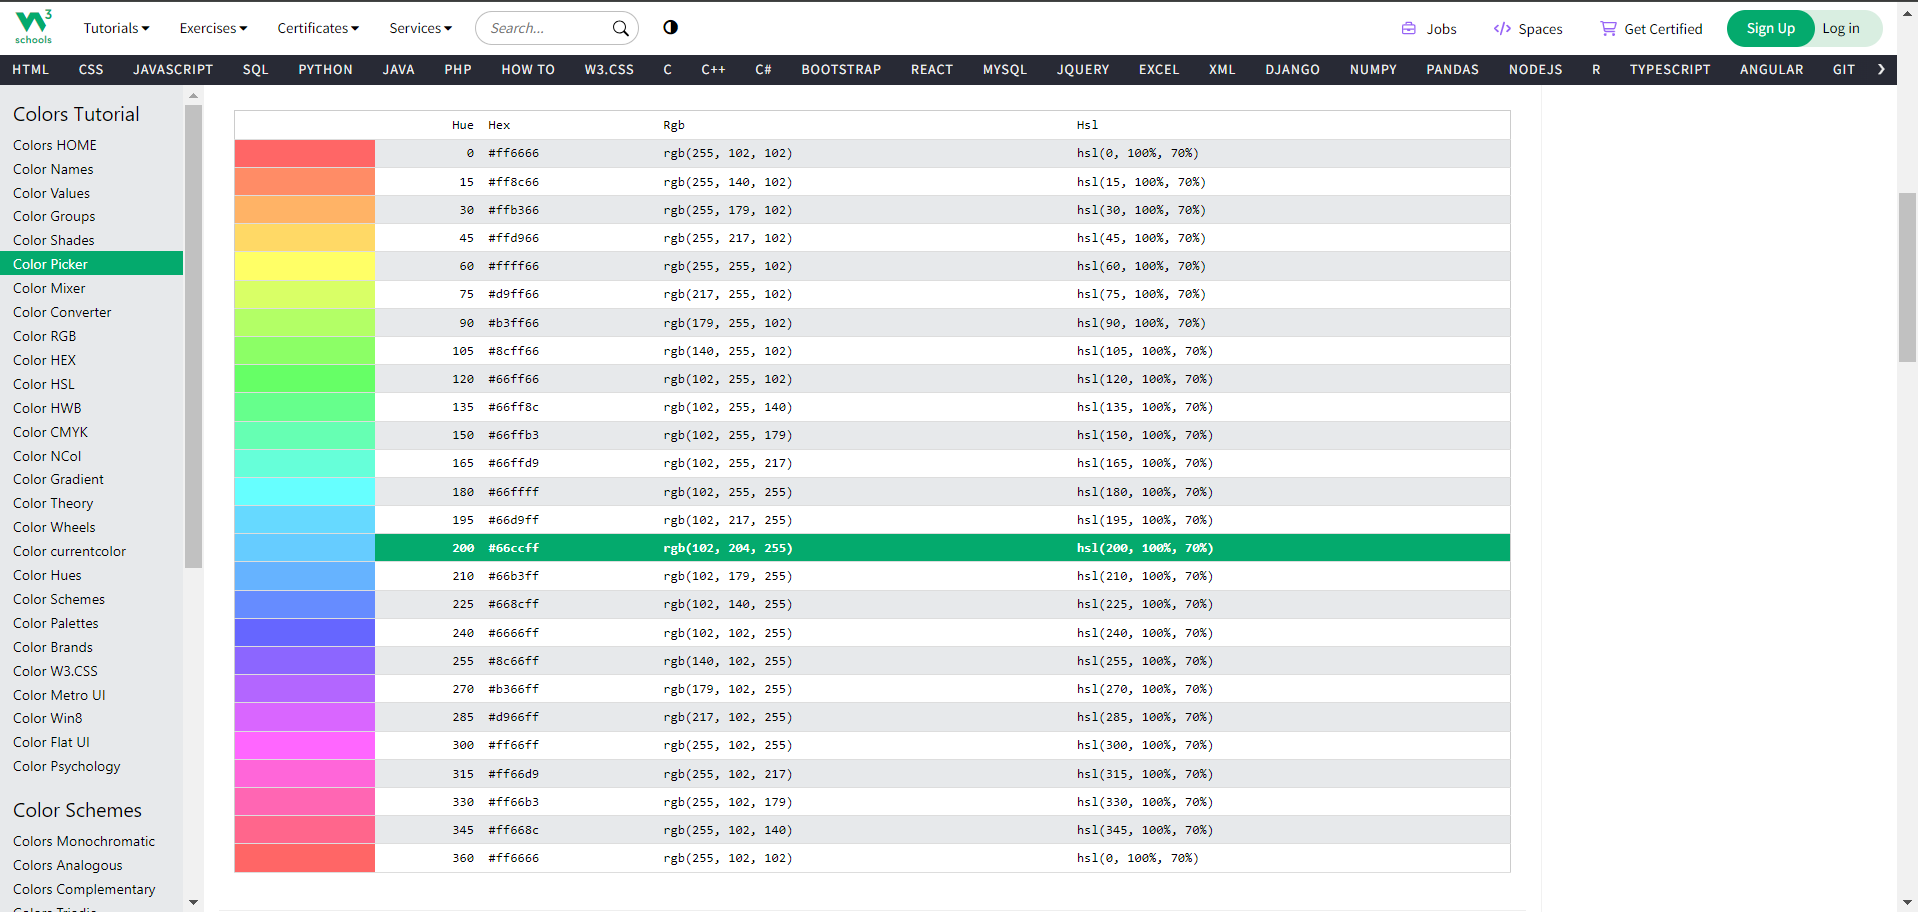 3
schools
Tutorials Exercises Certificates Services Search... Jobs </> Spaces Get Certified Sign Up Log in
HTML CSS JAVASCRIPT SQL PYTHON JAVA PHP HOW TO W3.CSS C C++ C# BOOTSTRAP REACT MYSQL JQUERY EXCEL XML DJANGO NUMPY PANDAS NODEJS R TYPESCRIPT ANGULAR GIT
Colors Tutorial
Colors HOME
Color Names
Color Values
Color Groups
Color Shades
Color Picker
Color Mixer
Color Converter
Color RGB
Color HEX
Color HSL
Color HWB
Color CMYK
Color NCol
Color Gradient
Color Theory
Color Wheels
Color currentcolor
Color Hues
Color Schemes
Color Palettes
Color Brands
Color W3.CSS
Color Metro UI
Color Win8
Color Flat UI
Color Psychology
Color Schemes
Colors Monochromatic
Colors Analogous
Colors Complementary
Colors Triadic
Hue Hex Rgb Hsl
0 #ff6666 rgb(255, 102, 102) hsl(0, 100%, 70%)
15 #ff8c66 rgb(255, 140, 102) hsl(15, 100%, 70%)
30 #ffb366 rgb(255, 179, 102) hsl(30, 100%, 70%)
45 #ffd966 rgb(255, 217, 102) hsl(45, 100%, 70%)
60 #ffff66 rgb(255, 255, 102) hsl(60, 100%, 70%)
75 #d9ff66 rgb(217, 255, 102) hsl(75, 100%, 70%)
90 #b3ff66 rgb(179, 255, 102) hsl(90, 100%, 70%)
105 #8cff66 rgb(140, 255, 102) hsl(105, 100%, 70%)
120 #66ff66 rgb(102, 255, 102) hsl(120, 100%, 70%)
135 #66ff8c rgb(102, 255, 140) hsl(135, 100%, 70%)
150 #66ffb3 rgb(102, 255, 179) hsl(150, 100%, 70%)
165 #66ffd9 rgb(102, 255, 217) hsl(165, 100%, 70%)
180 #66ffff rgb(102, 255, 255) hsl(180, 100%, 70%)
195 #66d9ff rgb(102, 217, 255) hsl(195, 100%, 70%)
200 #66ccff rgb(102, 204, 255) hsl(200, 100%, 70%)
210 #66b3ff rgb(102, 179, 255) hsl(210, 100%, 70%)
225 #668cff rgb(102, 140, 255) hsl(225, 100%, 70%)
240 #6666ff rgb(102, 102, 255) hsl(240, 100%, 70%)
255 #8c66ff rgb(140, 102, 255) hsl(255, 100%, 70%)
270 #b366ff rgb(179, 102, 255) hsl(270, 100%, 70%)
285 #d966ff rgb(217, 102, 255) hsl(285, 100%, 70%)
300 #ff66ff rgb(255, 102, 255) hsl(300, 100%, 70%)
315 #ff66d9 rgb(255, 102, 217) hsl(315, 100%, 70%)
330 #ff66b3 rgb(255, 102, 179) hsl(330, 100%, 70%)
345 #ff668c rgb(255, 102, 140) hsl(345, 100%, 70%)
360 #ff6666 rgb(255, 102, 102) hsl(0, 100%, 70%)